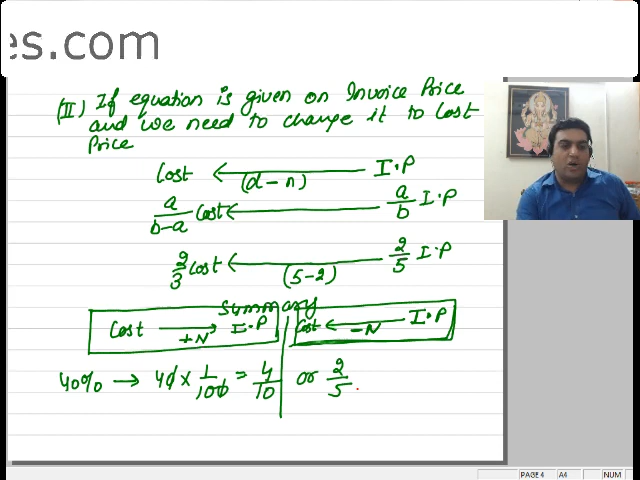 es.com
(II) If equation is given on Invoice Price
and we need to change it to Cost
Price
Cost ← (d-n) I.P
a/b-a Cost ← a/b I.P
2/3 Cost ← (5-2) 2/5 I.P
Summary
Cost → +N I.P Cost ← -N I.P
40% → 40 × 1/100 = 4/10 or 2/5
PAGE 4 A4 NUM